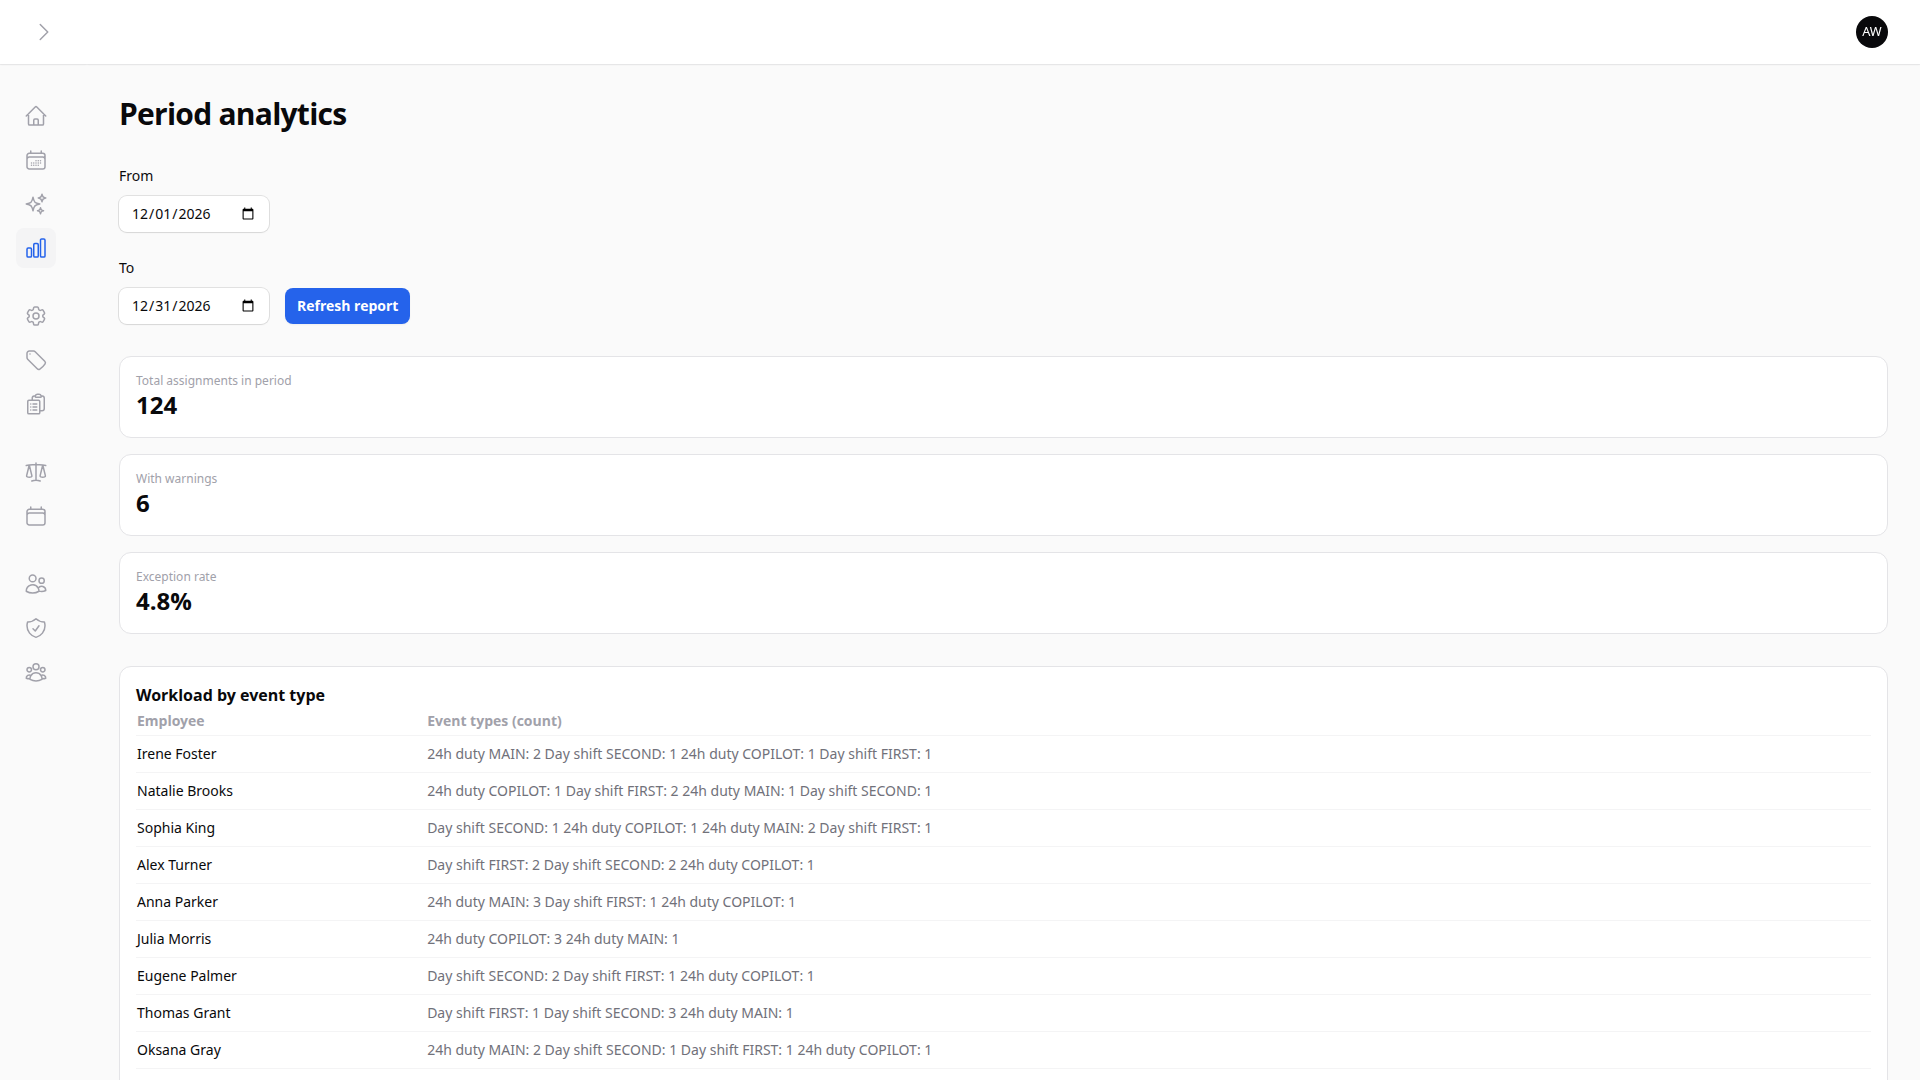 AW
Period analytics
From
12/01/2026
To
12/31/2026
Refresh report
Total assignments in period
124
With warnings
6
Exception rate
4.8%
Workload by event type
Employee Event types (count)
Irene Foster 24h duty MAIN: 2 Day shift SECOND: 1 24h duty COPILOT: 1 Day shift FIRST: 1
Natalie Brooks 24h duty COPILOT: 1 Day shift FIRST: 2 24h duty MAIN: 1 Day shift SECOND: 1
Sophia King Day shift SECOND: 1 24h duty COPILOT: 1 24h duty MAIN: 2 Day shift FIRST: 1
Alex Turner Day shift FIRST: 2 Day shift SECOND: 2 24h duty COPILOT: 1
Anna Parker 24h duty MAIN: 3 Day shift FIRST: 1 24h duty COPILOT: 1
Julia Morris 24h duty COPILOT: 3 24h duty MAIN: 1
Eugene Palmer Day shift SECOND: 2 Day shift FIRST: 1 24h duty COPILOT: 1
Thomas Grant Day shift FIRST: 1 Day shift SECOND: 3 24h duty MAIN: 1
Oksana Gray 24h duty MAIN: 2 Day shift SECOND: 1 Day shift FIRST: 1 24h duty COPILOT: 1